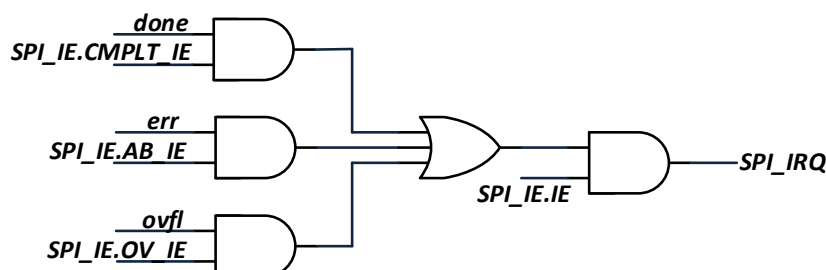 done
SPI_IE.CMPLT_IE
err
SPI_IE.AB_IE
SPI_IRQ
SPI_IE.IE
ovfl
SPI_IE.OV_IE